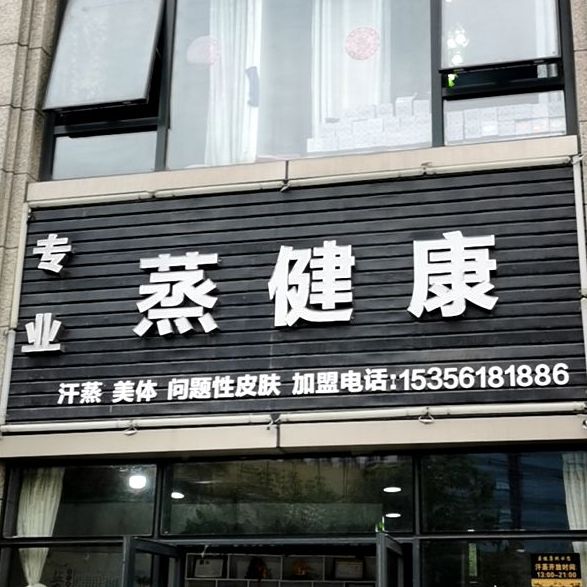 专业
蒸健康
汗蒸 美体 问题性皮肤 加盟电话:15356181886
汗蒸开放时间
13:00-21:00